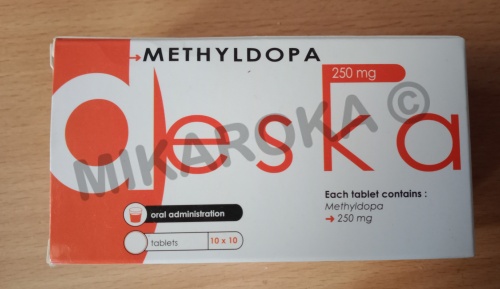 → METHYLDOPA
250 mg
deska
MIKAROKA ©
Each tablet contains :
Methyldopa
→ 250 mg
oral administration
tablets 10 x 10